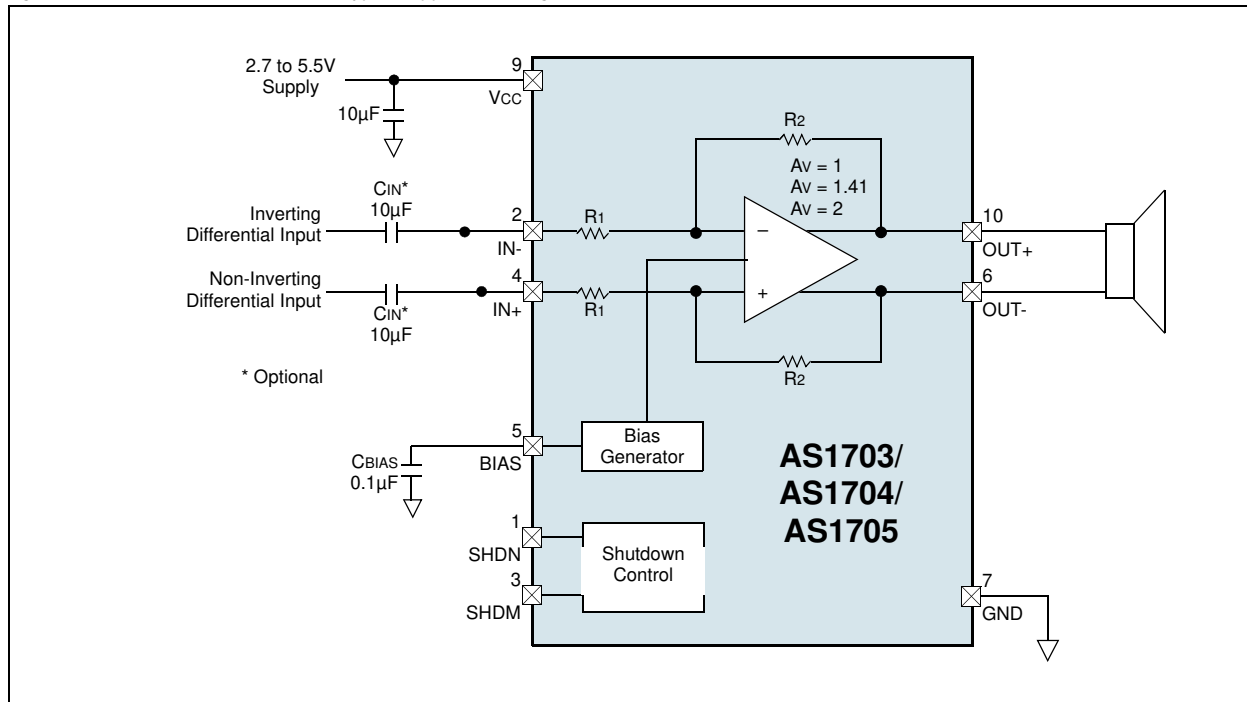 2.7 to 5.5V
Supply
9
VCC
10µF
R2
AV = 1
AV = 1.41
AV = 2
CIN*
10µF
Inverting
Differential Input
2
IN-
R1
−
10
OUT+
Non-Inverting
Differential Input
4
IN+
R1
+
6
OUT-
CIN*
10µF
R2
* Optional
5
BIAS
Bias
Generator
CBIAS
0.1µF
AS1703/
AS1704/
AS1705
1
SHDN
Shutdown
Control
3
SHDM
7
GND